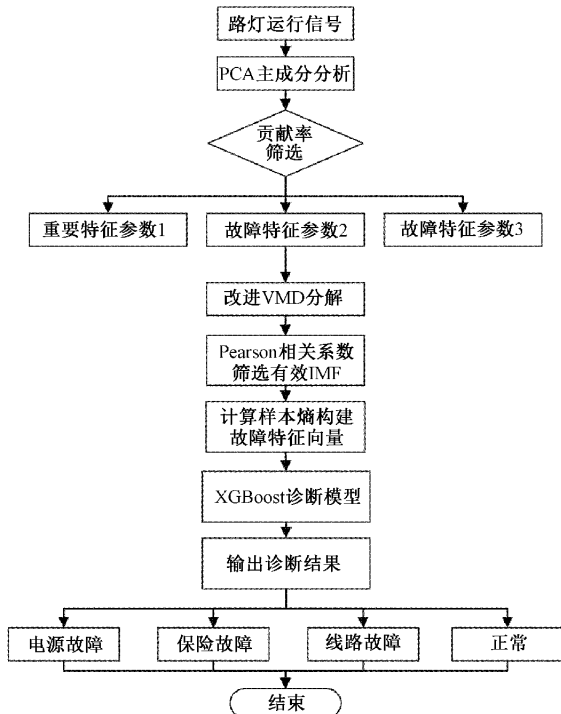 路灯运行信号
PCA主成分分析
贡献率
筛选
重要特征参数1
故障特征参数2
故障特征参数3
改进VMD分解
Pearson相关系数
筛选有效IMF
计算样本熵构建
故障特征向量
XGBoost诊断模型
输出诊断结果
电源故障
保险故障
线路故障
正常
结束